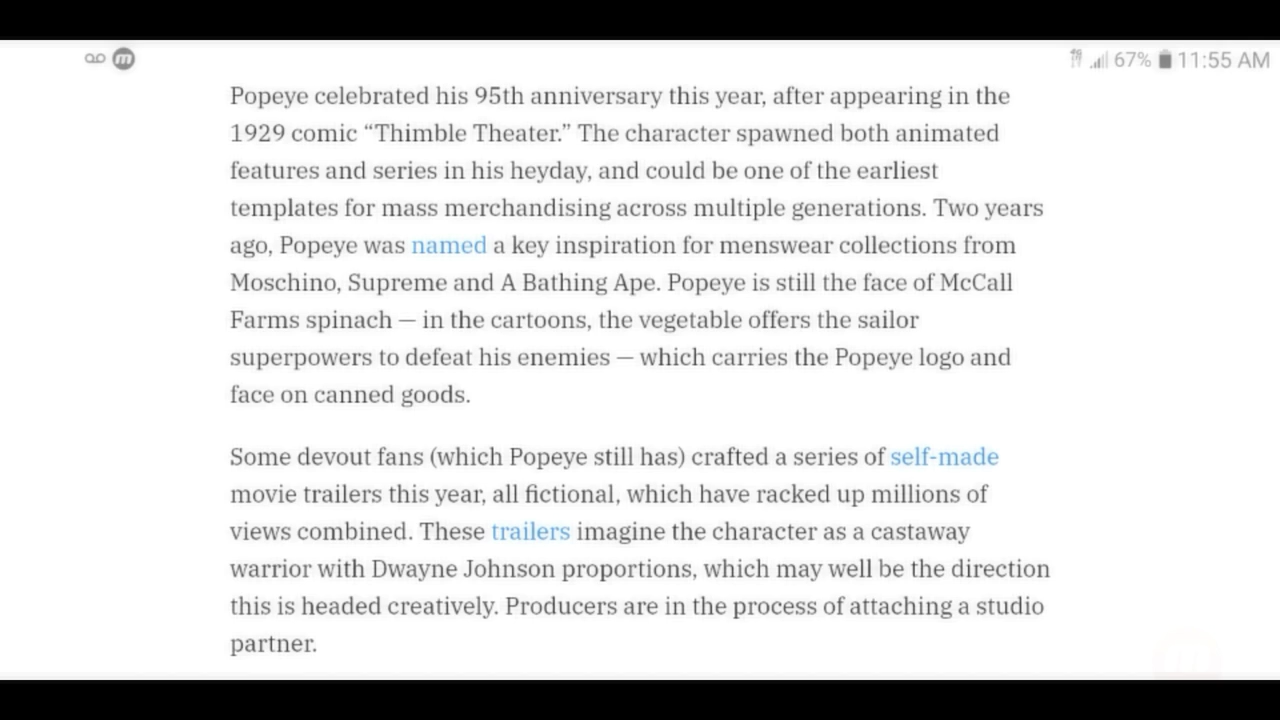 67% 11:55 AM
Popeye celebrated his 95th anniversary this year, after appearing in the
1929 comic “Thimble Theater.” The character spawned both animated
features and series in his heyday, and could be one of the earliest
templates for mass merchandising across multiple generations. Two years
ago, Popeye was named a key inspiration for menswear collections from
Moschino, Supreme and A Bathing Ape. Popeye is still the face of McCall
Farms spinach — in the cartoons, the vegetable offers the sailor
superpowers to defeat his enemies — which carries the Popeye logo and
face on canned goods.
Some devout fans (which Popeye still has) crafted a series of self-made
movie trailers this year, all fictional, which have racked up millions of
views combined. These trailers imagine the character as a castaway
warrior with Dwayne Johnson proportions, which may well be the direction
this is headed creatively. Producers are in the process of attaching a studio
partner.